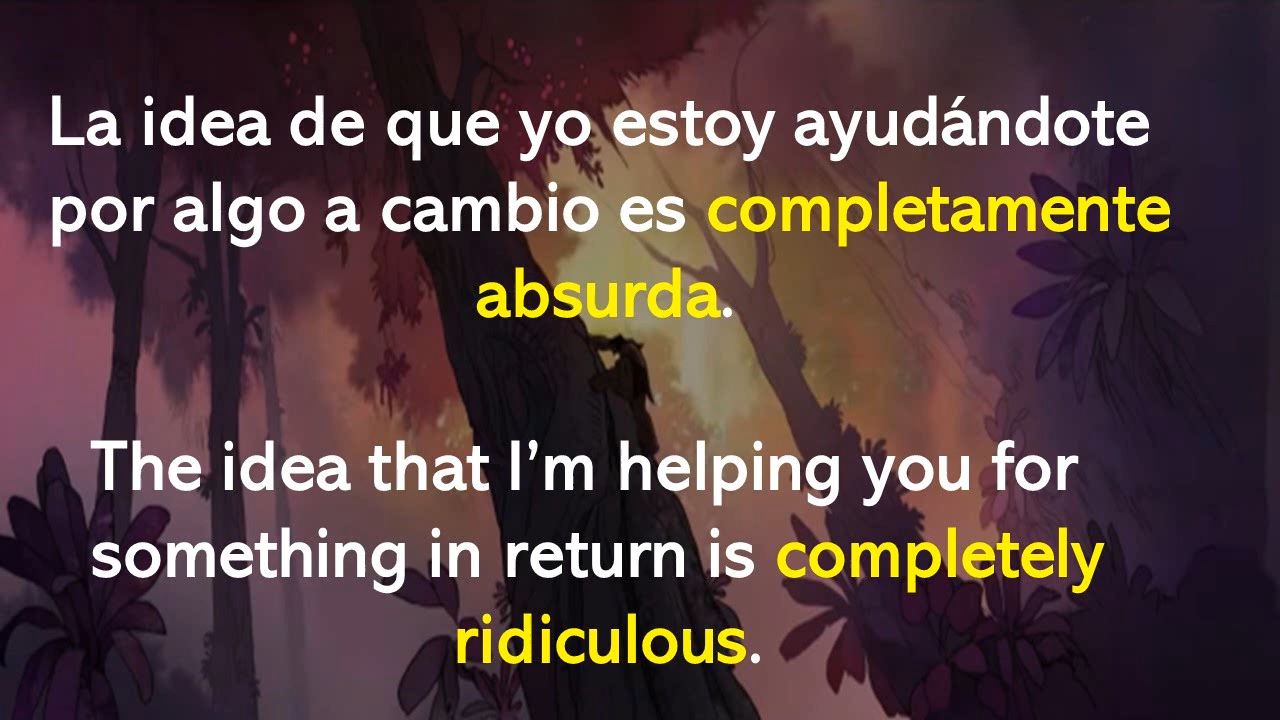 La idea de que yo estoy ayudándote
por algo a cambio es completamente
absurda.
The idea that I’m helping you for
something in return is completely
ridiculous.